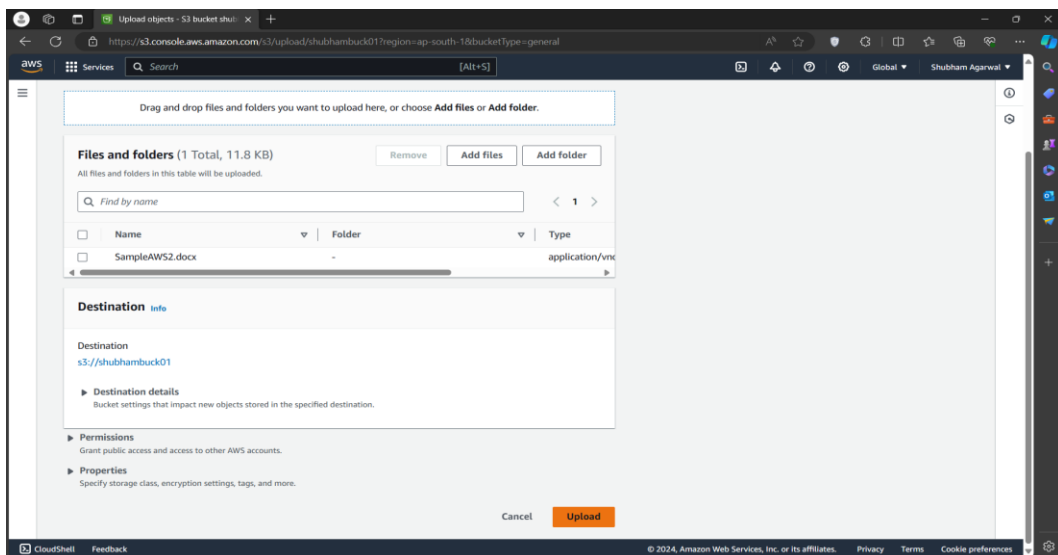 Upload objects - S3 bucket shub
https://s3.console.aws.amazon.com/s3/upload/shubhambuck01?region=ap-south-1&bucketType=general
aws Services Search [Alt+S] Global Shubham Agarwal
Drag and drop files and folders you want to upload here, or choose Add files or Add folder.
Files and folders (1 Total, 11.8 KB) Remove Add files Add folder
All files and folders in this table will be uploaded.
Find by name 1
Name Folder Type
SampleAWS2.docx - application/vnd
Destination Info
Destination
s3://shubhambuck01
Destination details
Bucket settings that impact new objects stored in the specified destination.
Permissions
Grant public access and access to other AWS accounts.
Properties
Specify storage class, encryption settings, tags, and more.
Cancel Upload
CloudShell Feedback © 2024, Amazon Web Services, Inc. or its affiliates. Privacy Terms Cookie preferences